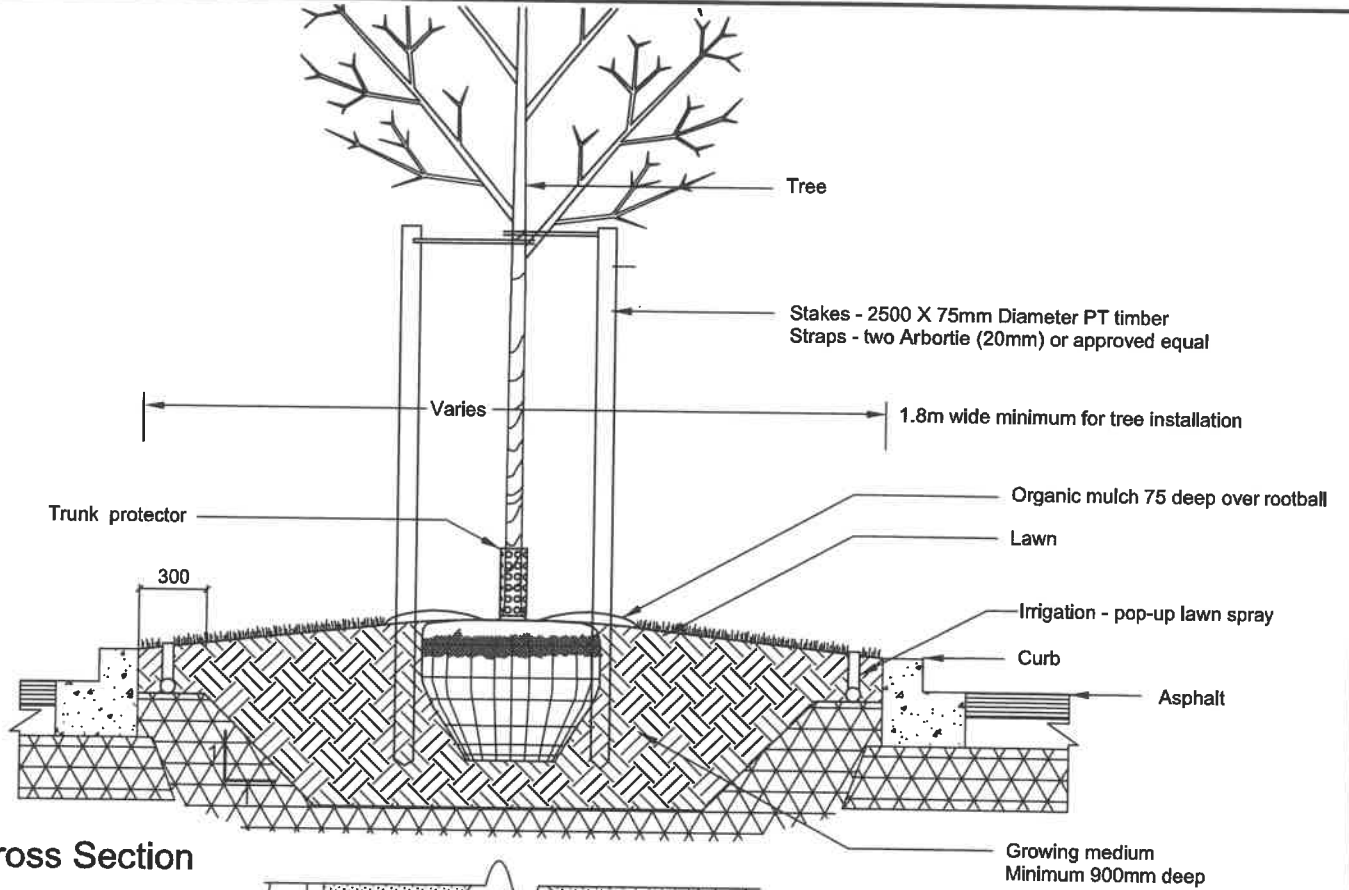 Tree
Stakes - 2500 X 75mm Diameter PT timber
Straps - two Arbortie (20mm) or approved equal
Varies
1.8m wide minimum for tree installation
Organic mulch 75 deep over rootball
Trunk protector
Lawn
300
Irrigation - pop-up lawn spray
Curb
Asphalt
1
1
ross Section
Growing medium
Minimum 900mm deep